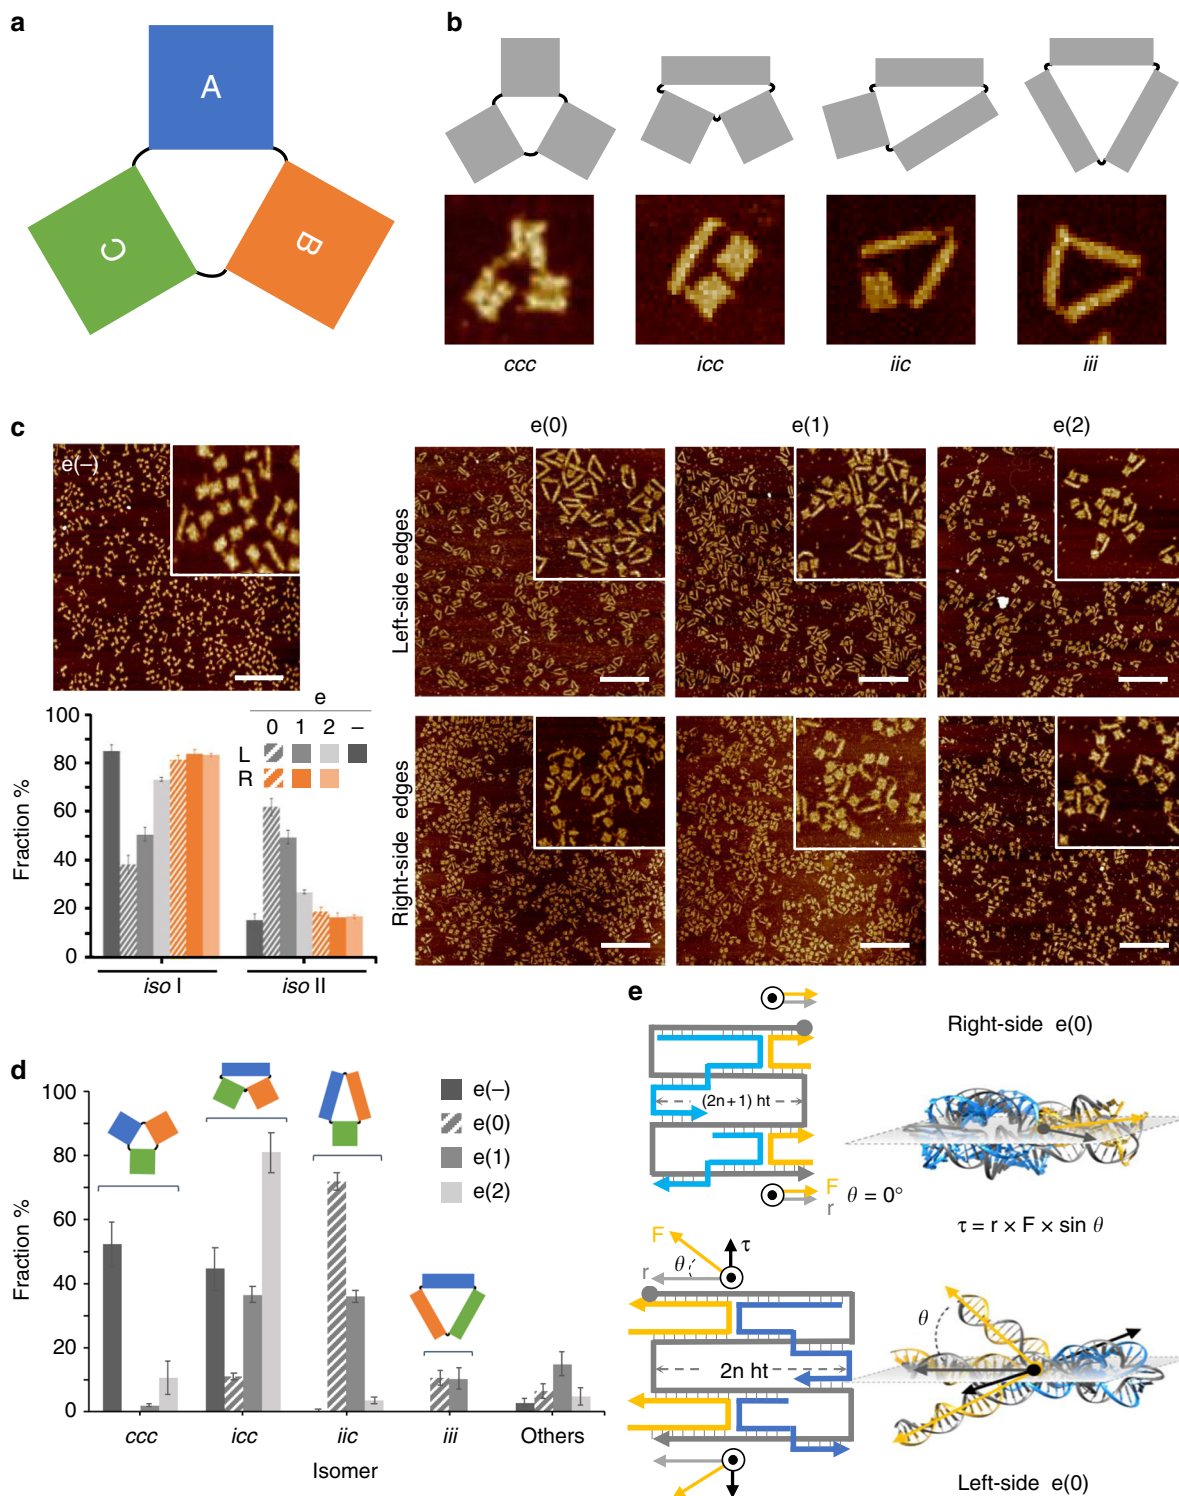 a
A
B
C
b
ccc
icc
iic
iii
c
e(–)
e(0)
e(1)
e(2)
Left-side edges
Right-side edges
Fraction %
100
80
60
40
20
0
e
0 1 2 –
L
R
iso I
iso II
d
Fraction %
100
80
60
40
20
0
e(–)
e(0)
e(1)
e(2)
ccc
icc
iic
iii
Others
Isomer
e
Right-side e(0)
(2n+1) ht
F
r
θ = 0°
τ = r × F × sin θ
F
τ
θ
r
2n ht
θ
Left-side e(0)